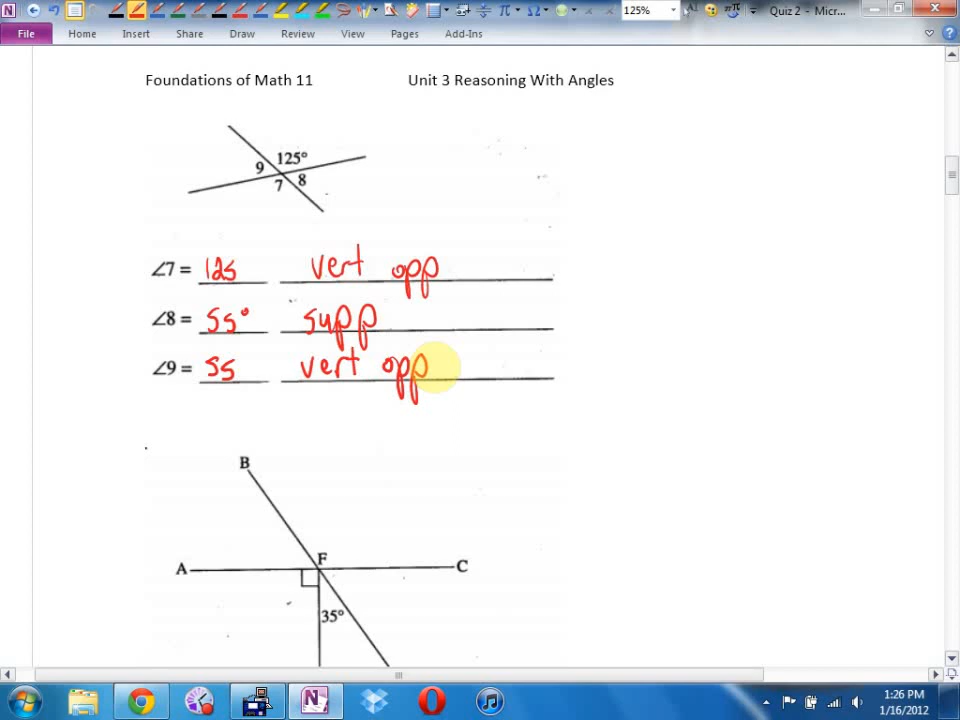 125%
Quiz 2 - Micr...
File Home Insert Share Draw Review Pages Add-Ins
Foundations of Math 11 Unit 3 Reasoning With Angles
125°
9
7 8
∠7 = 125 vert opp
∠8 = 55° supp
∠9 = 55 vert opp
B
F
A C
35°
1:26 PM
1/16/2012